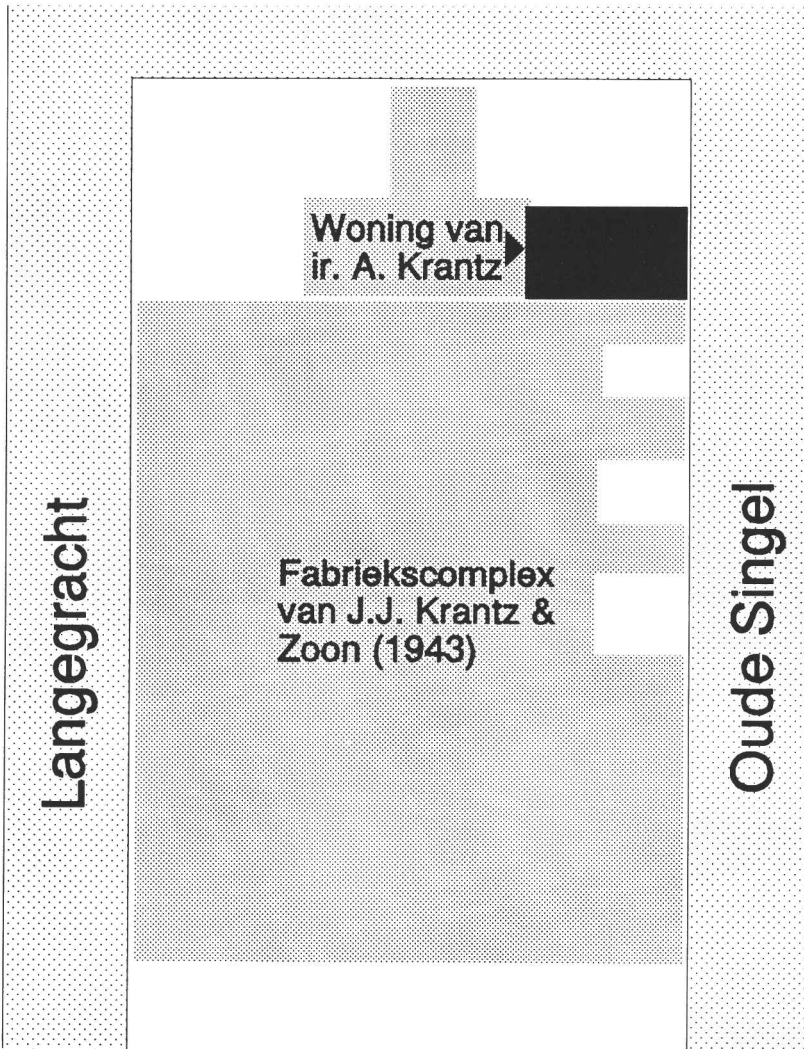 Woning van
ir. A. Krantz
Langegracht
Fabriekscomplex
van J.J. Krantz &
Zoon (1943)
Oude Singel